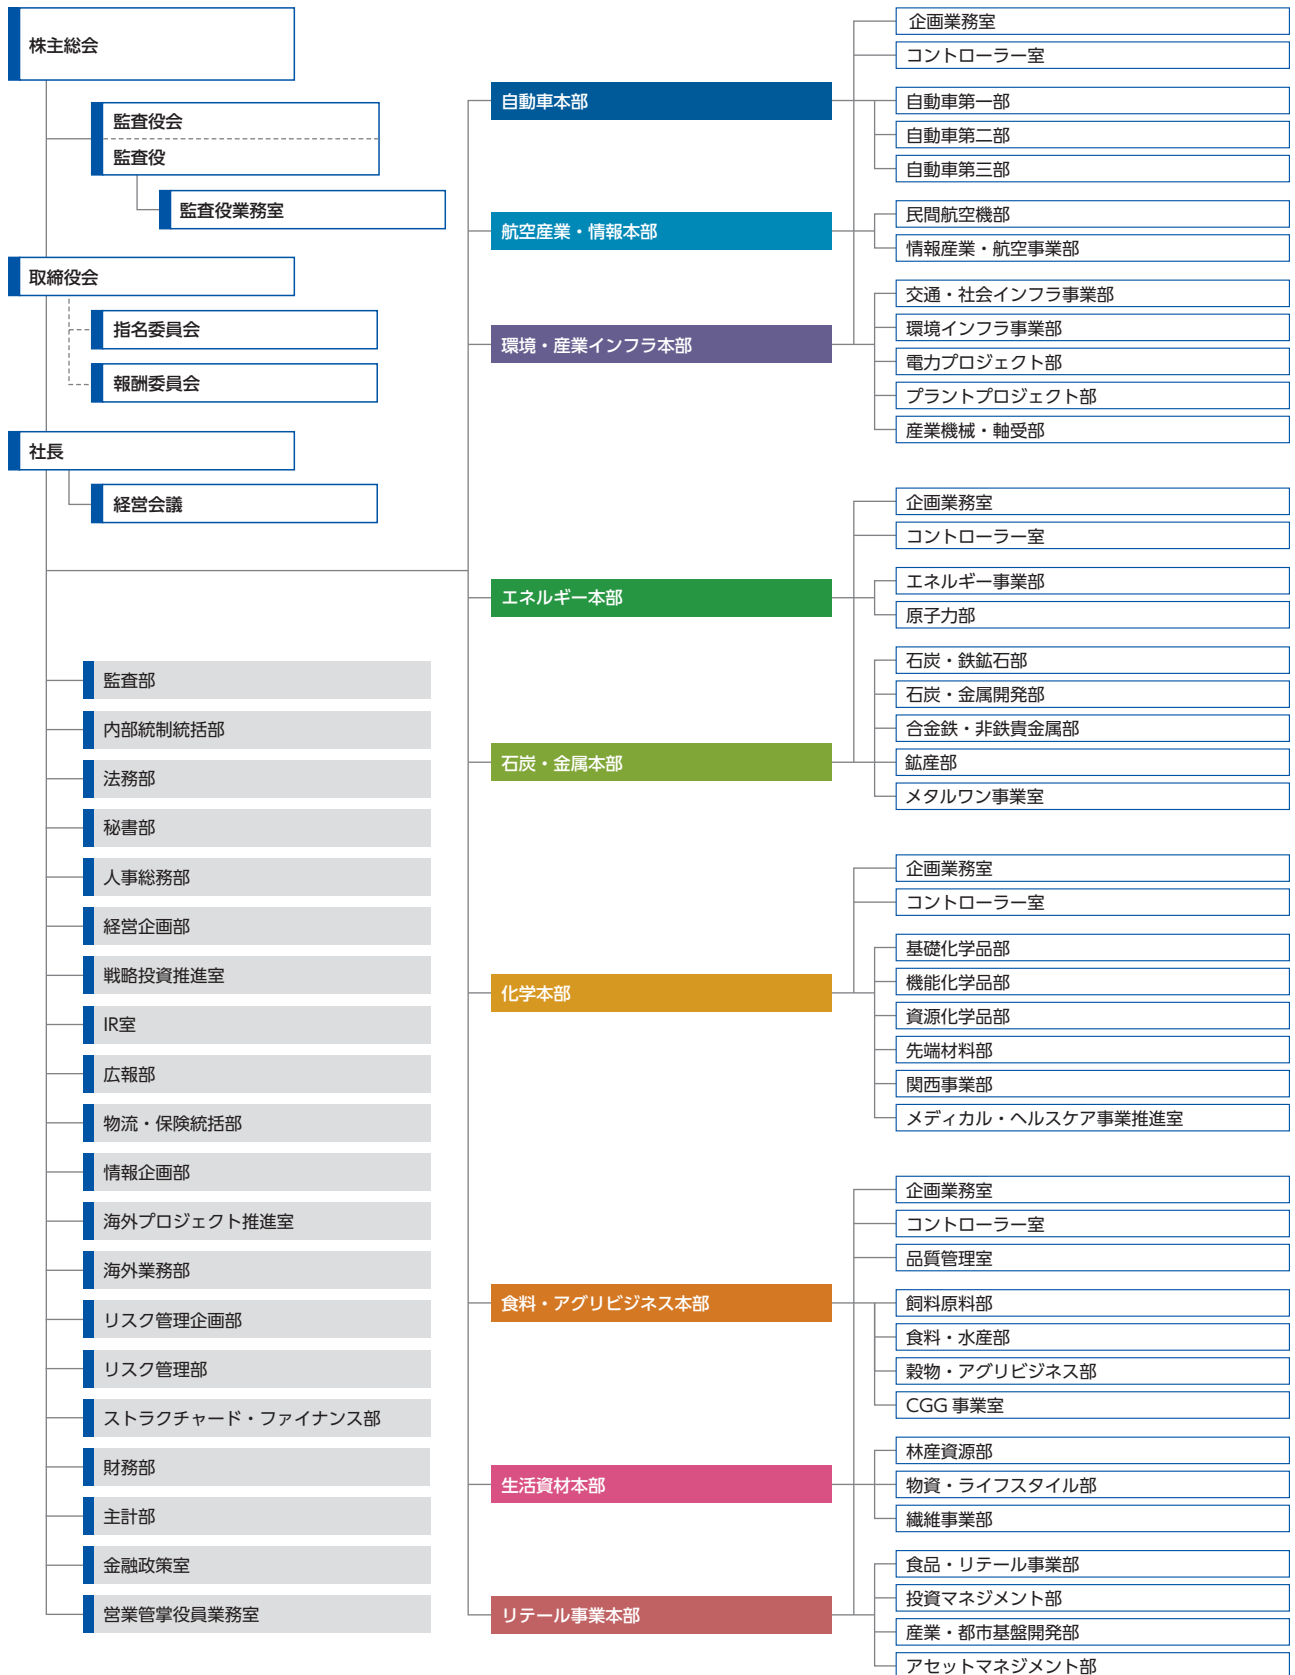 株主総会
監査役会
監査役
監査役業務室
取締役会
指名委員会
報酬委員会
社長
経営会議
監査部
内部統制統括部
法務部
秘書部
人事総務部
経営企画部
戦略投資推進室
IR室
広報部
物流・保険統括部
情報企画部
海外プロジェクト推進室
海外業務部
リスク管理企画部
リスク管理部
ストラクチャード・ファイナンス部
財務部
主計部
金融政策室
営業管掌役員業務室
自動車本部
航空産業・情報本部
環境・産業インフラ本部
エネルギー本部
石炭・金属本部
化学本部
食料・アグリビジネス本部
生活資材本部
リテール事業本部
企画業務室
コントローラー室
自動車第一部
自動車第二部
自動車第三部
民間航空機部
情報産業・航空事業部
交通・社会インフラ事業部
環境インフラ事業部
電力プロジェクト部
プラントプロジェクト部
産業機械・軸受部
企画業務室
コントローラー室
エネルギー事業部
原子力部
石炭・鉄鉱石部
石炭・金属開発部
合金鉄・非鉄貴金属部
鉱産部
メタルワン事業室
企画業務室
コントローラー室
基礎化学品部
機能化学品部
資源化学品部
先端材料部
関西事業部
メディカル・ヘルスケア事業推進室
企画業務室
コントローラー室
品質管理室
飼料原料部
食料・水産部
穀物・アグリビジネス部
CGG 事業室
林産資源部
物資・ライフスタイル部
繊維事業部
食品・リテール事業部
投資マネジメント部
産業・都市基盤開発部
アセットマネジメント部